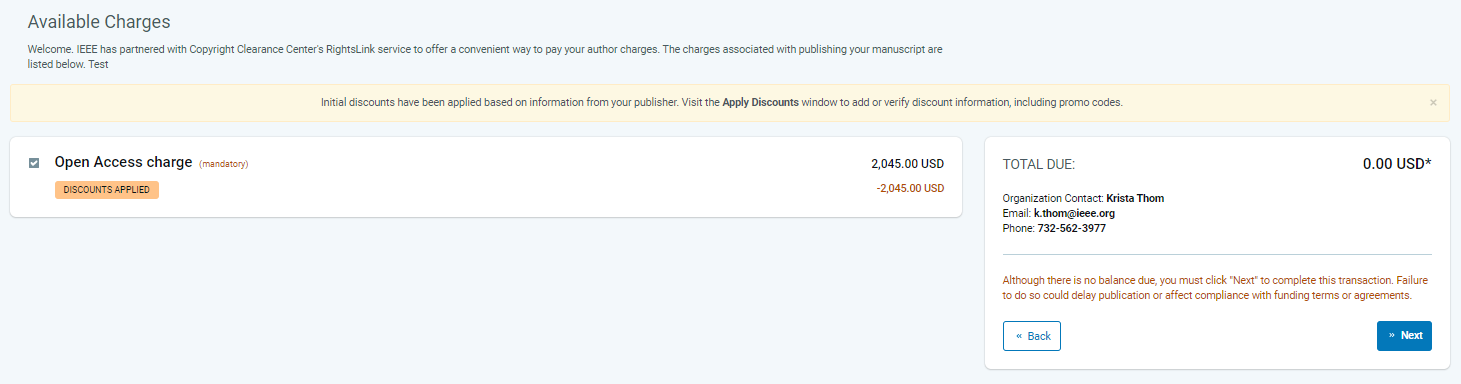 Available Charges
Welcome. IEEE has partnered with Copyright Clearance Center's RightsLink service to offer a convenient way to pay your author charges. The charges associated with publishing your manuscript are
listed below. Test
Initial discounts have been applied based on information from your publisher. Visit the Apply Discounts window to add or verify discount information, including promo codes. ×
Open Access charge (mandatory) 2,045.00 USD
DISCOUNTS APPLIED -2,045.00 USD
TOTAL DUE: 0.00 USD*
Organization Contact: Krista Thom
Email: k.thom@ieee.org
Phone: 732-562-3977
Although there is no balance due, you must click "Next" to complete this transaction. Failure
to do so could delay publication or affect compliance with funding terms or agreements.
« Back » Next